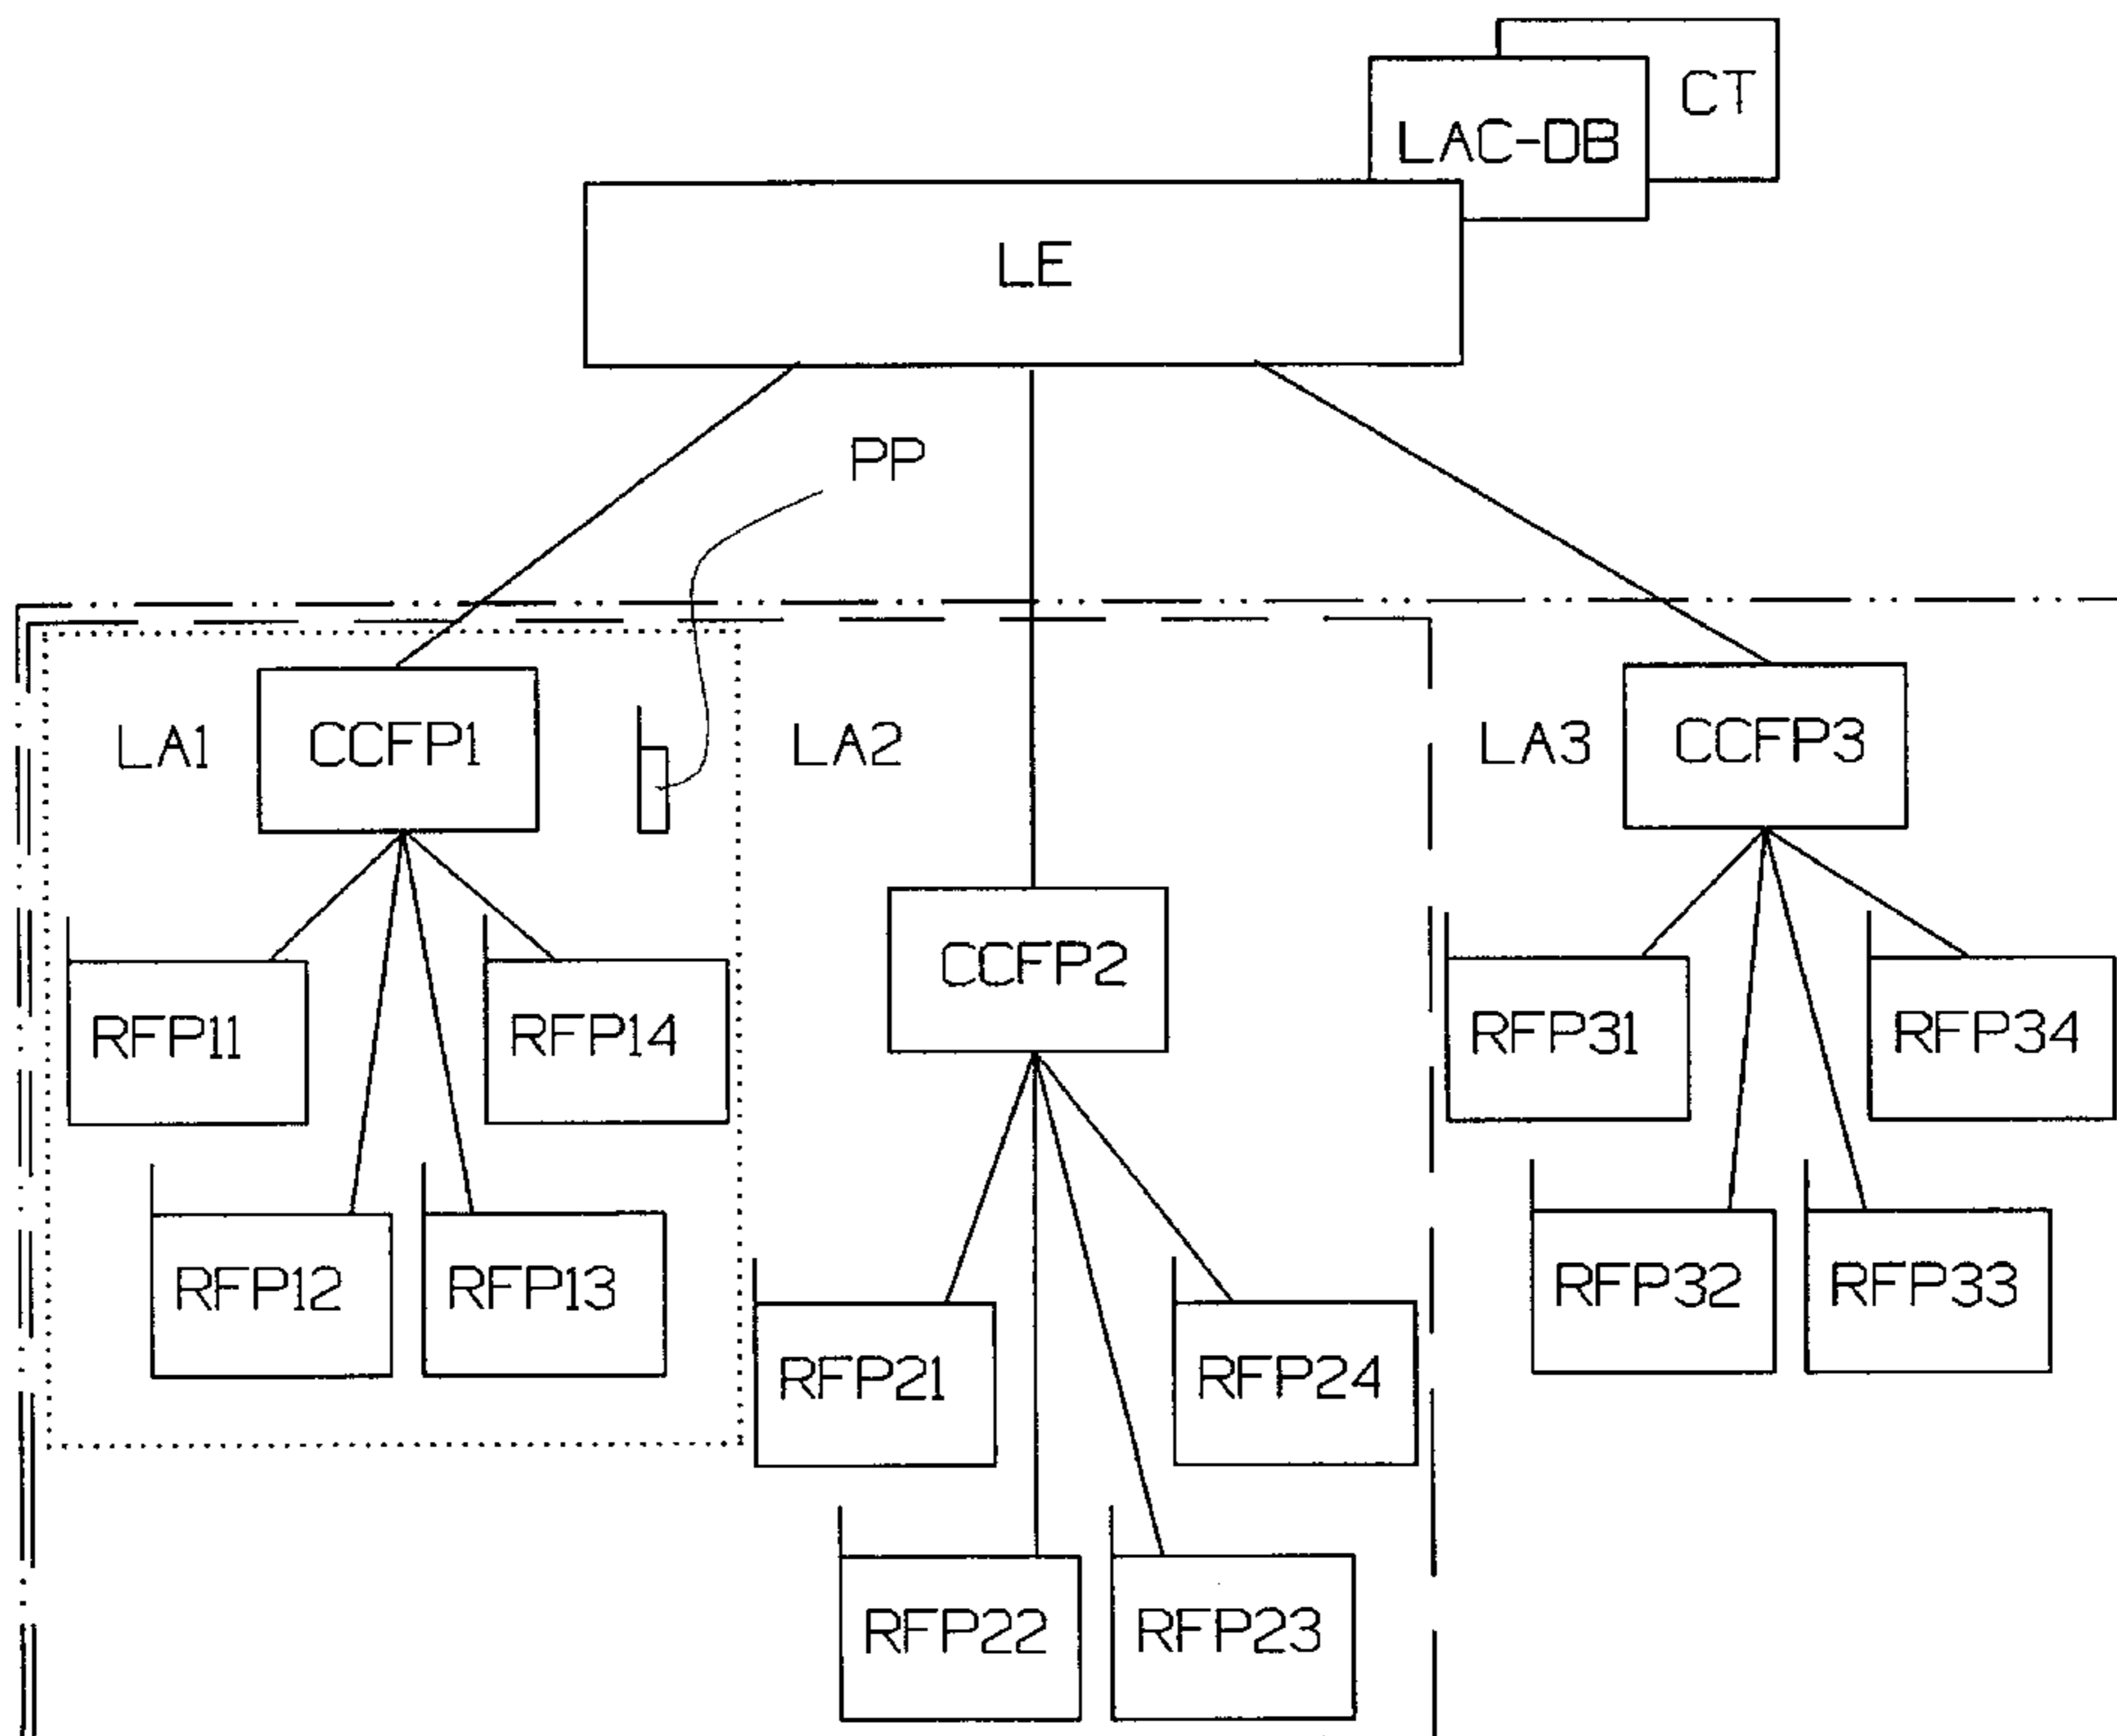 CT
LAC-DB
LE
PP
LA1
CCFP1
LA2
LA3
CCFP3
CCFP2
RFP11
RFP14
RFP31
RFP34
RFP12
RFP13
RFP32
RFP33
RFP21
RFP24
RFP22
RFP23